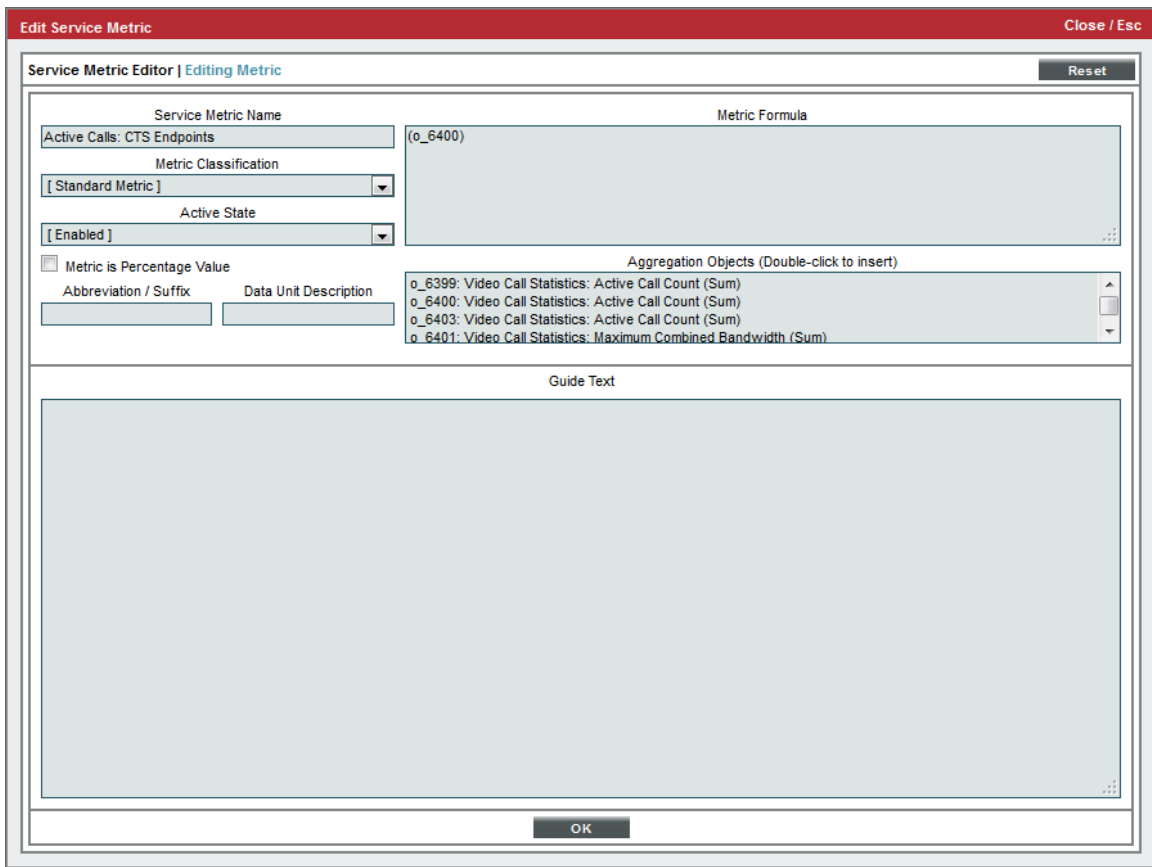 Edit Service Metric
Close / Esc
Service Metric Editor | Editing Metric
Reset
Service Metric Name
Active Calls: CTS Endpoints
Metric Classification
[ Standard Metric ]
Active State
[ Enabled ]
Metric is Percentage Value
Abbreviation / Suffix
Data Unit Description
Metric Formula
(o_6400)
Aggregation Objects (Double-click to insert)
o_6399: Video Call Statistics: Active Call Count (Sum)
o_6400: Video Call Statistics: Active Call Count (Sum)
o_6403: Video Call Statistics: Active Call Count (Sum)
o_6401: Video Call Statistics: Maximum Combined Bandwidth (Sum)
Guide Text
OK